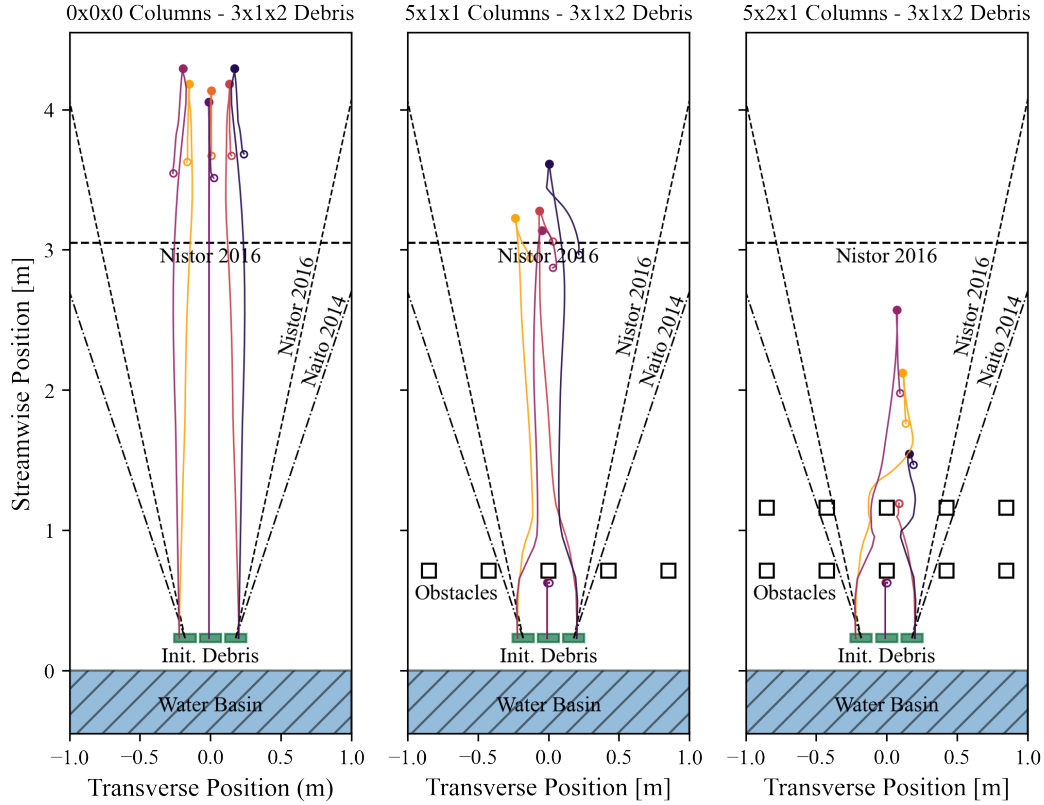 0x0x0 Columns - 3x1x2 Debris
5x1x1 Columns - 3x1x2 Debris
5x2x1 Columns - 3x1x2 Debris
Streamwise Position [m]
4
3
2
1
0
Nistor 2016
Nistor 2016
Naito 2014
Init. Debris
Water Basin
−1.0
−0.5
0.0
0.5
1.0
Transverse Position (m)
Nistor 2016
Nistor 2016
Naito 2014
Obstacles
Init. Debris
Water Basin
−1.0
−0.5
0.0
0.5
1.0
Transverse Position [m]
Nistor 2016
Nistor 2016
Naito 2014
Obstacles
Init. Debris
Water Basin
−1.0
−0.5
0.0
0.5
1.0
Transverse Position [m]